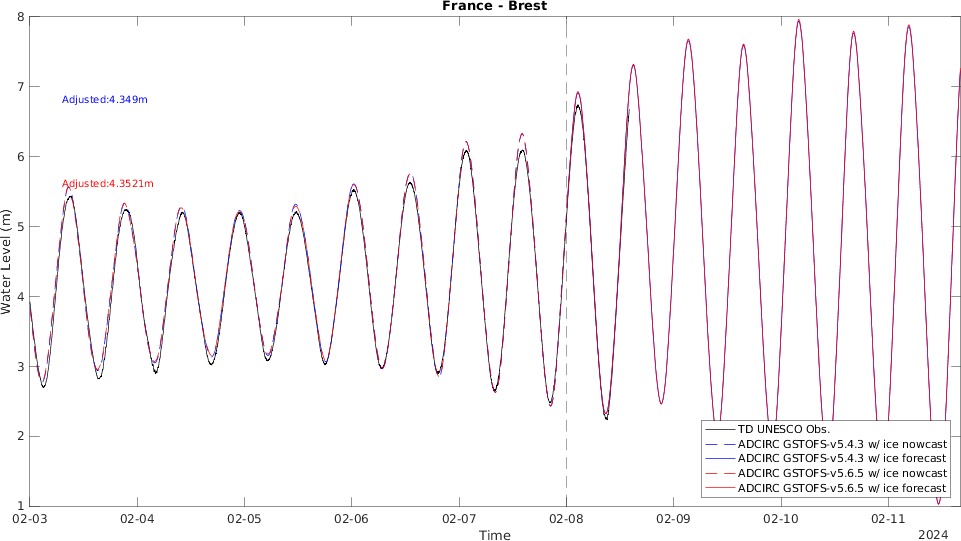 France - Brest
8
7
6
5
4
3
2
1
Water Level (m)
Adjusted:4.349m
Adjusted:4.3521m
TD UNESCO Obs.
ADCIRC GSTOFS-v5.4.3 w/ ice nowcast
ADCIRC GSTOFS-v5.4.3 w/ ice forecast
ADCIRC GSTOFS-v5.6.5 w/ ice nowcast
ADCIRC GSTOFS-v5.6.5 w/ ice forecast
02-03 02-04 02-05 02-06 02-07 02-08 02-09 02-10 02-11
Time
2024